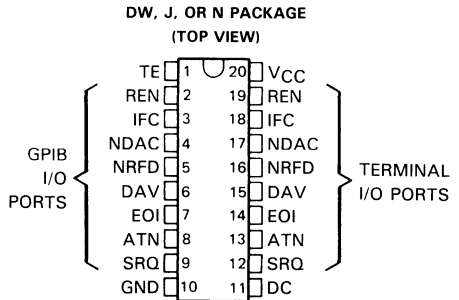 DW, J, OR N PACKAGE
(TOP VIEW)
TE 1 20 VCC
REN 2 19 REN
IFC 3 18 IFC
NDAC 4 17 NDAC
NRFD 5 16 NRFD
DAV 6 15 DAV
EOI 7 14 EOI
ATN 8 13 ATN
SRQ 9 12 SRQ
GND 10 11 DC
GPIB
I/O
PORTS
TERMINAL
I/O PORTS